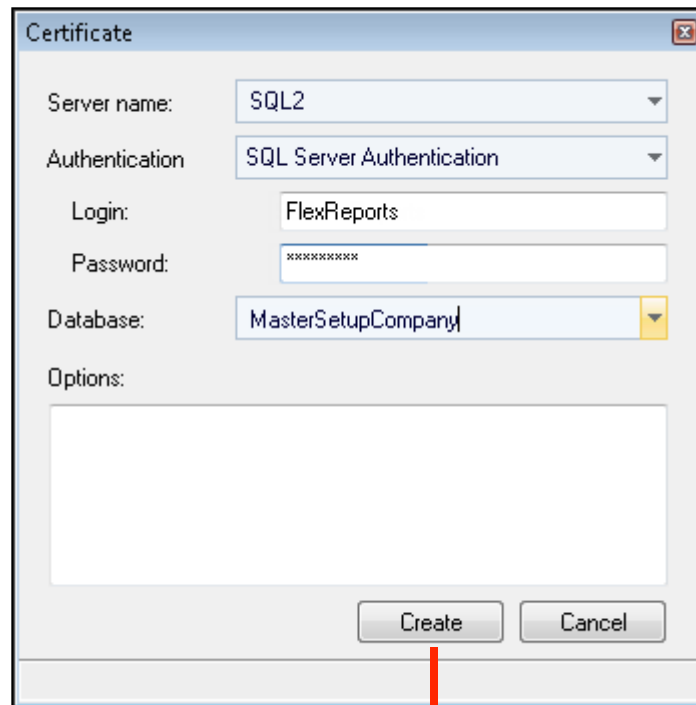 Certificate
Server name: SQL2
Authentication SQL Server Authentication
Login: FlexReports
Password: *********
Database: MasterSetupCompany
Options:
Create Cancel